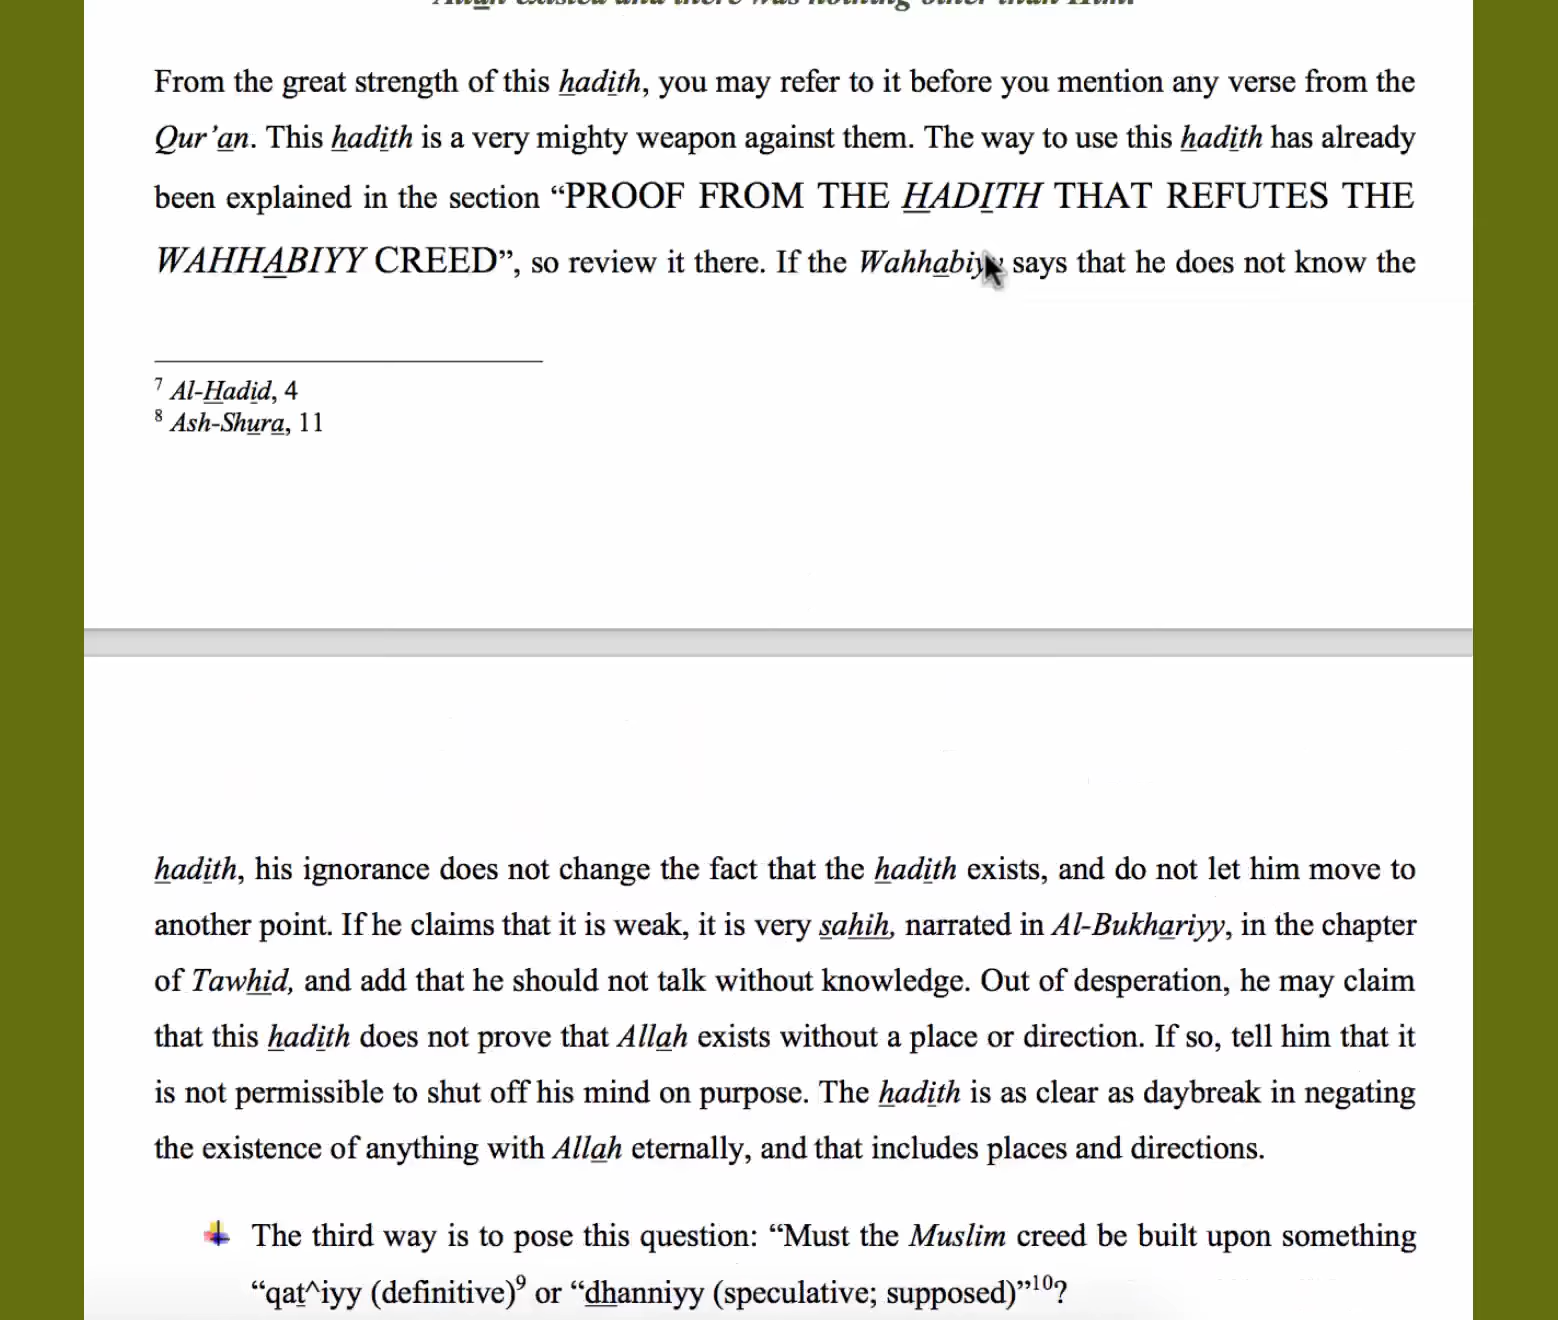 Allah existed and there was nothing other than Him.
From the great strength of this hadith, you may refer to it before you mention any verse from the
Qur’an. This hadith is a very mighty weapon against them. The way to use this hadith has already
been explained in the section “PROOF FROM THE HADITH THAT REFUTES THE
WAHHABIYY CREED”, so review it there. If the Wahhabiyy says that he does not know the
7 Al-Hadid, 4
8 Ash-Shura, 11
hadith, his ignorance does not change the fact that the hadith exists, and do not let him move to
another point. If he claims that it is weak, it is very sahih, narrated in Al-Bukhariyy, in the chapter
of Tawhid, and add that he should not talk without knowledge. Out of desperation, he may claim
that this hadith does not prove that Allah exists without a place or direction. If so, tell him that it
is not permissible to shut off his mind on purpose. The hadith is as clear as daybreak in negating
the existence of anything with Allah eternally, and that includes places and directions.
The third way is to pose this question: “Must the Muslim creed be built upon something
“qat^iyy (definitive)9 or “dhanniyy (speculative; supposed)”10?